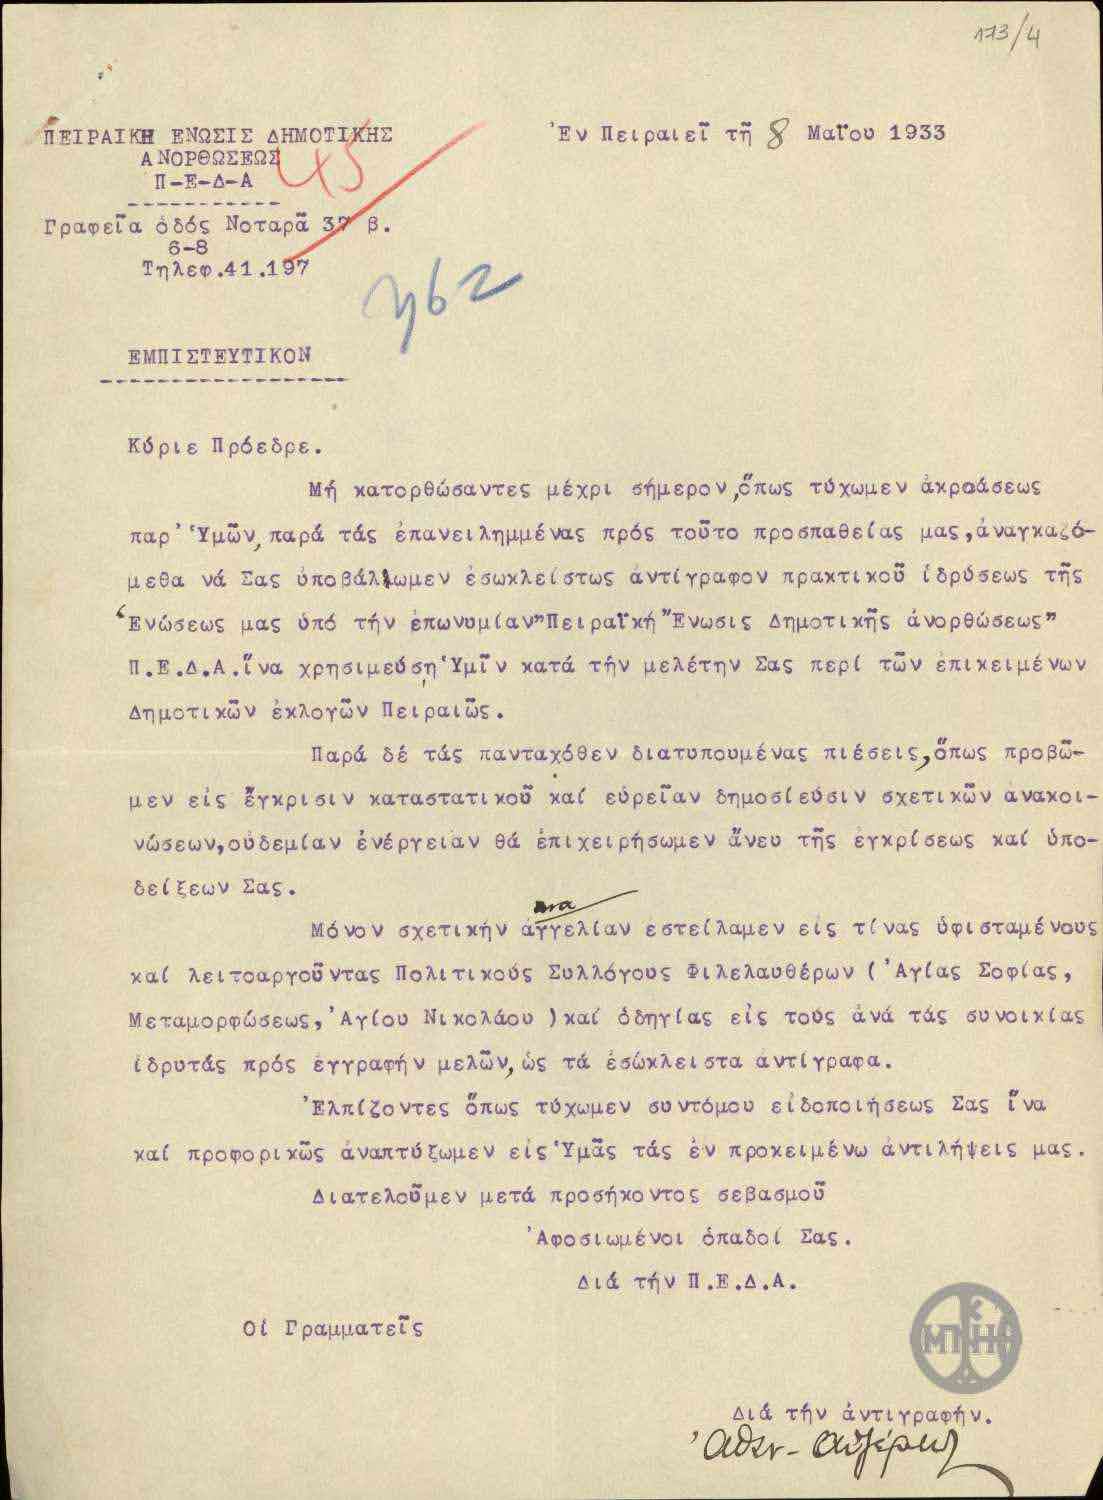 173/4
ΠΕΙΡΑΙΚΗ ΕΝΩΣΙΣ ΔΗΜΟΤΙΚΗΣ
ΑΝΟΡΘΩΣΕΩΣ
Π-Ε-Δ-Α
Γραφεῖα ὁδός Νοταρᾶ 37 β.
6-8
Τηλεφ.41.197
45
Ἐν Πειραιεῖ τῇ 8 Μαΐου 1933
762
ΕΜΠΙΣΤΕΥΤΙΚΟΝ
Κύριε Πρόεδρε.
Μή κατορθώσαντες μέχρι σήμερον,ὅπως τύχωμεν ἀκροάσεως
παρ' Ὑμῶν,παρά τάς ἐπανειλημμένας πρός τοῦτο προσπαθείας μας,ἀναγκαζό-
μεθα νά Σας ὑποβάλλωμεν ἐσωκλείστως ἀντίγραφον πρακτικοῦ ἱδρύσεως τῆς
Ἑνώσεως μας ὑπό τήν ἐπωνυμίαν"Πειραϊκή Ἕνωσις Δημοτικῆς ἀνορθώσεως"
Π.Ε.Δ.Α.ἵνα χρησιμεύσῃ Ὑμῖν κατά τήν μελέτην Σας περί τῶν ἐπικειμένων
Δημοτικῶν ἐκλογῶν Πειραιῶς.
Παρά δέ τάς πανταχόθεν διατυπουμένας πιέσεις,ὅπως προβῶ-
μεν εἰς ἔγκρισιν καταστατικοῦ καί εὑρεῖαν δημοσίευσιν σχετικῶν ἀνακοι-
νώσεων,οὐδεμίαν ἐνέργειαν θά ἐπιχειρήσωμεν ἄνευ τῆς ἐγκρίσεως καί ὑπο-
δείξεων Σας.
Μόνον σχετικήν ἀγγελίαν ἐστείλαμεν εἰς τίνας ὑφισταμένους
καί λειτοαργοῦντας Πολιτικούς Συλλόγους Φιλελαυθέρων (Ἁγίας Σοφίας,
Μεταμορφώσεως,Ἁγίου Νικολάου)καί ὁδηγίας εἰς τούς ἀνά τάς συνοικίας
ἱδρυτάς πρός ἐγγραφήν μελῶν,ὡς τά ἐσώκλειστα ἀντίγραφα.
Ἐλπίζοντες ὅπως τύχωμεν συντόμου εἰδοποιήσεως Σας ἵνα
καί προφορικῶς ἀναπτύξωμεν εἰς Ὑμᾶς τάς ἐν προκειμένω ἀντιλήψεις μας.
Διατελοῦμεν μετά προσήκοντος σεβασμοῦ
Ἀφοσιωμένοι ὀπαδοί Σας.
Διά τήν Π.Ε.Δ.Α.
Οἱ Γραμματεῖς
ΜΠΗ
Διά τήν ἀντιγραφήν.